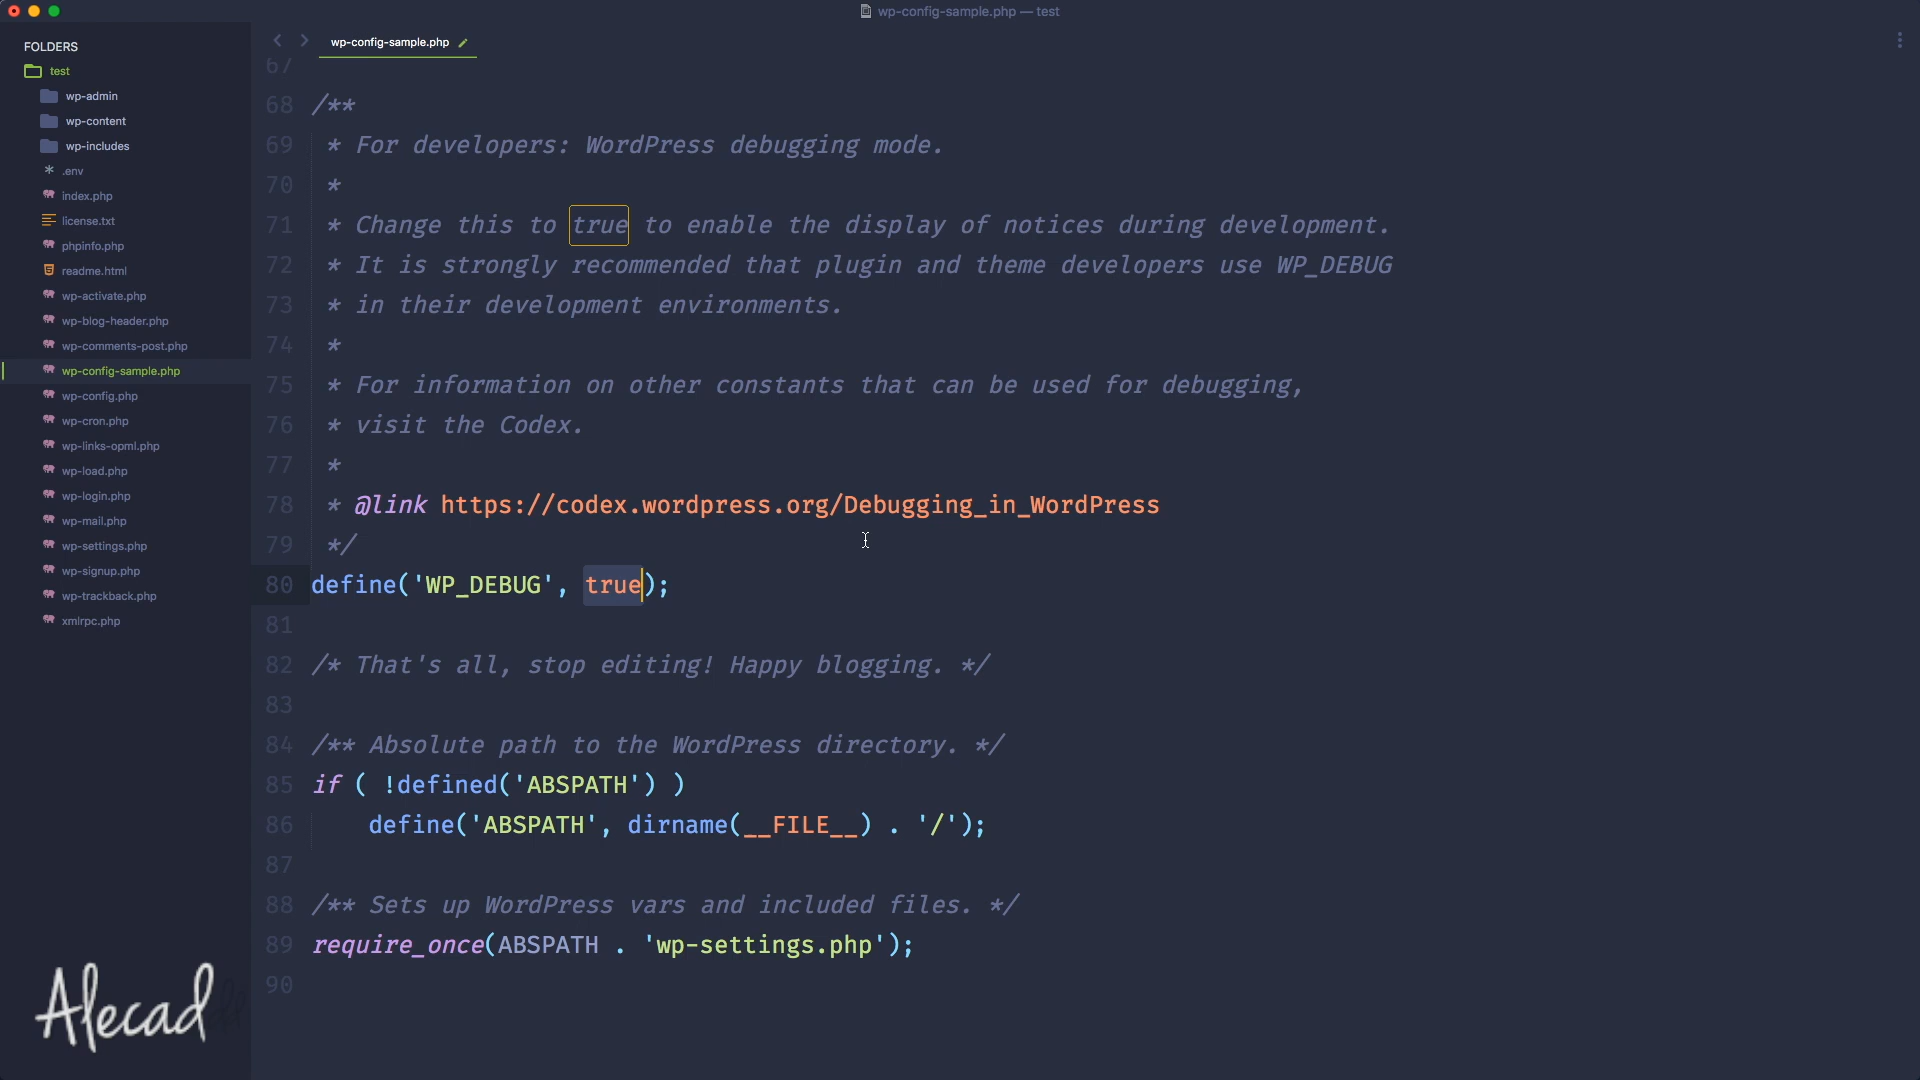 wp-config-sample.php — test
FOLDERS
test
wp-admin
wp-content
wp-includes
.env
index.php
license.txt
phpinfo.php
readme.html
wp-activate.php
wp-blog-header.php
wp-comments-post.php
wp-config-sample.php
wp-config.php
wp-cron.php
wp-links-opml.php
wp-load.php
wp-login.php
wp-mail.php
wp-settings.php
wp-signup.php
wp-trackback.php
xmlrpc.php
wp-config-sample.php
67
68 /**
69 * For developers: WordPress debugging mode.
70 *
71 * Change this to true to enable the display of notices during development.
72 * It is strongly recommended that plugin and theme developers use WP_DEBUG
73 * in their development environments.
74 *
75 * For information on other constants that can be used for debugging,
76 * visit the Codex.
77 *
78 * @link https://codex.wordpress.org/Debugging_in_WordPress
79 */
80 define('WP_DEBUG', true);
81
82 /* That's all, stop editing! Happy blogging. */
83
84 /** Absolute path to the WordPress directory. */
85 if ( !defined('ABSPATH') )
86 define('ABSPATH', dirname(__FILE__) . '/');
87
88 /** Sets up WordPress vars and included files. */
89 require_once(ABSPATH . 'wp-settings.php');
90
Alecad